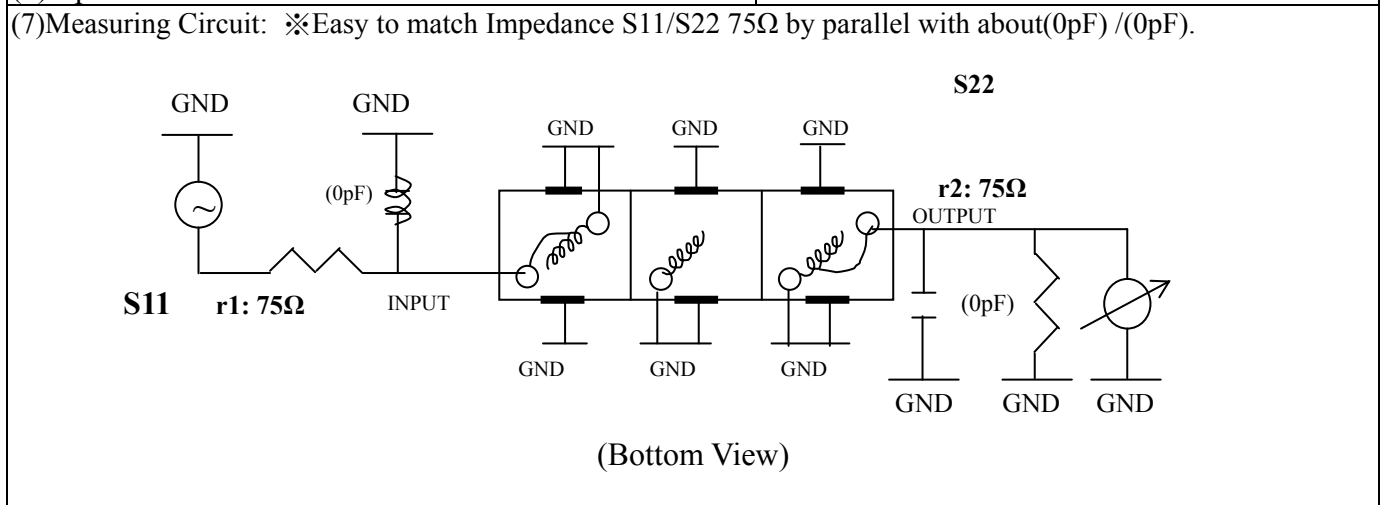 (7)Measuring Circuit: ※Easy to match Impedance S11/S22 75Ω by parallel with about(0pF) /(0pF).
S22
GND GND
GND GND GND
(0pF)
r2: 75Ω
OUTPUT
~
S11 r1: 75Ω INPUT
(0pF)
GND GND GND
GND GND GND
(Bottom View)